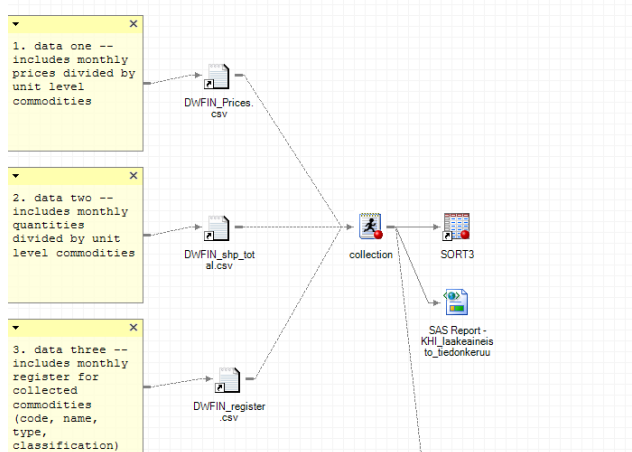 1. data one --
includes monthly
prices divided by
unit level
commodities
DWFIN_Prices.
csv
2. data two --
includes monthly
quantities
divided by unit
level commodities
DWFIN_shp_tot
al.csv
collection
SORT3
SAS Report -
KHI_laakeaineis
to_tiedonkeruu
3. data three --
includes monthly
register for
collected
commodities
(code, name,
type,
classification)
DWFIN_register
.csv